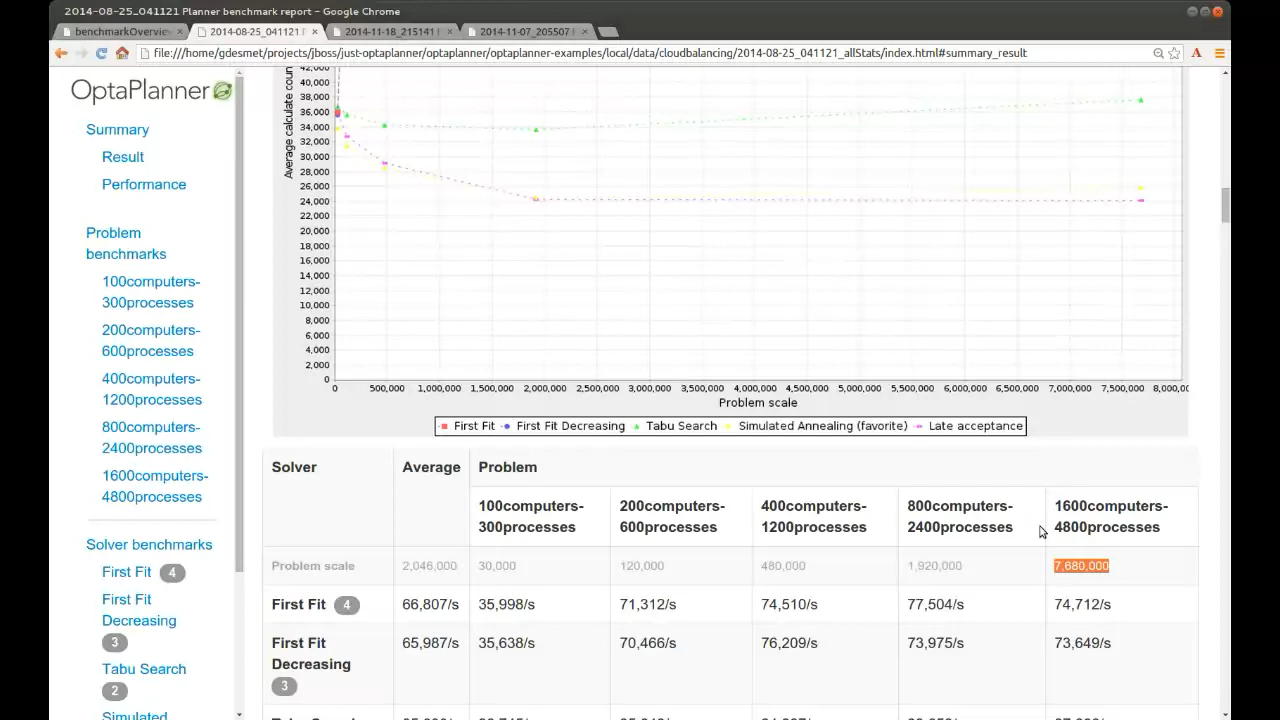 2014-08-25_041121 Planner benchmark report - Google Chrome
benchmarkOvervie
2014-08-25_041121
2014-11-18_215141
2014-11-07_205507
file:///home/gdesmet/projects/jboss/just-optaplanner/optaplanner/optaplanner-examples/local/data/cloudbalancing/2014-08-25_041121_allStats/index.html#summary_result
OptaPlanner
Summary
Result
Performance
Problem
benchmarks
100computers-
300processes
200computers-
600processes
400computers-
1200processes
800computers-
2400processes
1600computers-
4800processes
Solver benchmarks
First Fit 4
First Fit
Decreasing
3
Tabu Search
2
Simulated
Average calculate coun
42,000
40,000
38,000
36,000
34,000
32,000
30,000
28,000
26,000
24,000
22,000
20,000
18,000
16,000
14,000
12,000
10,000
8,000
6,000
4,000
2,000
0
0 500,000 1,000,000 1,500,000 2,000,000 2,500,000 3,000,000 3,500,000 4,000,000 4,500,000 5,000,000 5,500,000 6,000,000 6,500,000 7,000,000 7,500,000 8,000,0
Problem scale
First Fit First Fit Decreasing Tabu Search Simulated Annealing (favorite) Late acceptance
Solver Average Problem
100computers- 200computers- 400computers- 800computers- 1600computers-
300processes 600processes 1200processes 2400processes 4800processes
Problem scale 2,046,000 30,000 120,000 480,000 1,920,000 7,680,000
First Fit 4 66,807/s 35,998/s 71,312/s 74,510/s 77,504/s 74,712/s
First Fit 65,987/s 35,638/s 70,466/s 76,209/s 73,975/s 73,649/s
Decreasing
3